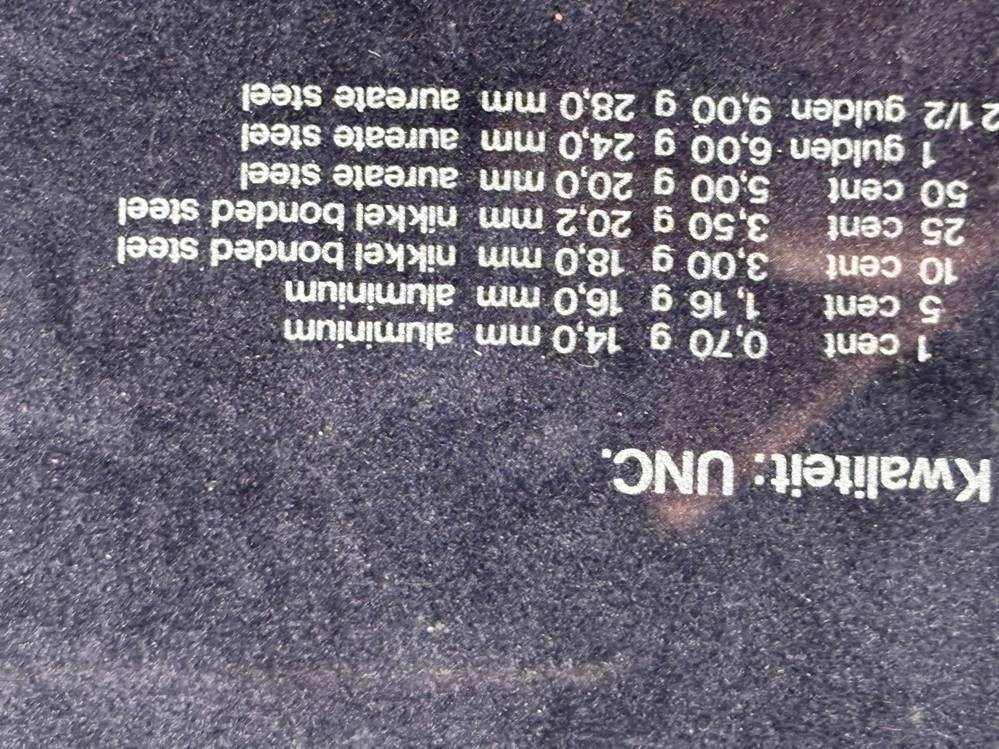 Kwaliteit: UNC.
1 cent 0,70 g 14,0 mm aluminium
5 cent 1,16 g 16,0 mm aluminium
10 cent 3,00 g 18,0 mm nikkel bonded steel
25 cent 3,50 g 20,2 mm nikkel bonded steel
50 cent 5,00 g 20,0 mm aureate steel
1 gulden 6,00 g 24,0 mm aureate steel
2 1/2 gulden 9,00 g 28,0 mm aureate steel